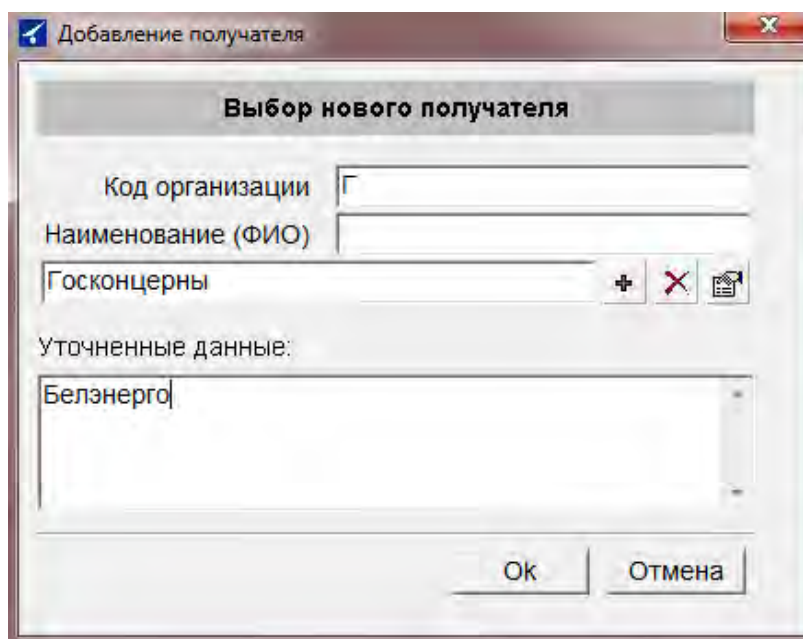 Добавление получателя
Выбор нового получателя
Код организации Г
Наименование (ФИО)
Госконцерны
Уточненные данные:
Белэнерго
Ok Отмена